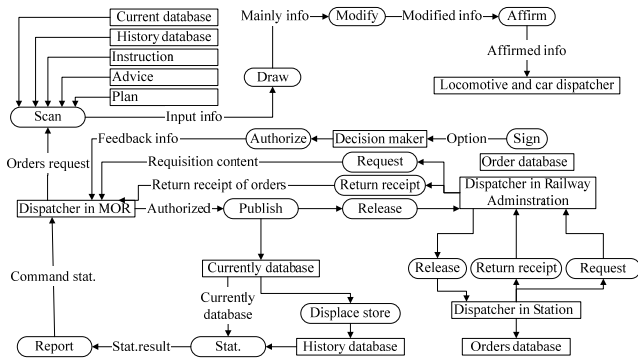 Current database
History database
Instruction
Advice
Plan
Scan
Input info
Draw
Mainly info
Modify
Modified info
Affirm
Affirmed info
Locomotive and car dispatcher
Feedback info
Authorize
Decision maker
Option
Sign
Orders request
Requisition content
Request
Order database
Return receipt of orders
Return receipt
Dispatcher in Railway
Adminstration
Dispatcher in MOR
Authorized
Publish
Release
Currently database
Release
Return receipt
Request
Command stat.
Currently
database
Displace store
Dispatcher in Station
Report
Stat.result
Stat.
History database
Orders database